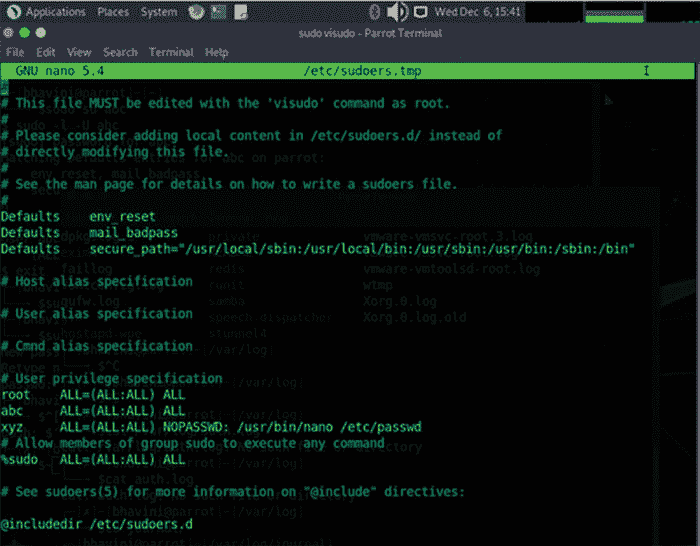 Applications Places System Wed Dec 6, 15:41
sudo visudo - Parrot Terminal
File Edit View Search Terminal Help
GNU nano 5.4 /etc/sudoers.tmp
#
# This file MUST be edited with the 'visudo' command as root.
#
# Please consider adding local content in /etc/sudoers.d/ instead of
# directly modifying this file.
#
# See the man page for details on how to write a sudoers file.
#
Defaults env_reset
Defaults mail_badpass
Defaults secure_path="/usr/local/sbin:/usr/local/bin:/usr/sbin:/usr/bin:/sbin:/bin"
# Host alias specification
# User alias specification
# Cmnd alias specification
# User privilege specification
root ALL=(ALL:ALL) ALL
abc ALL=(ALL:ALL) ALL
xyz ALL=(ALL:ALL) NOPASSWD: /usr/bin/nano /etc/passwd
# Allow members of group sudo to execute any command
%sudo ALL=(ALL:ALL) ALL
# See sudoers(5) for more information on "@include" directives:
@includedir /etc/sudoers.d